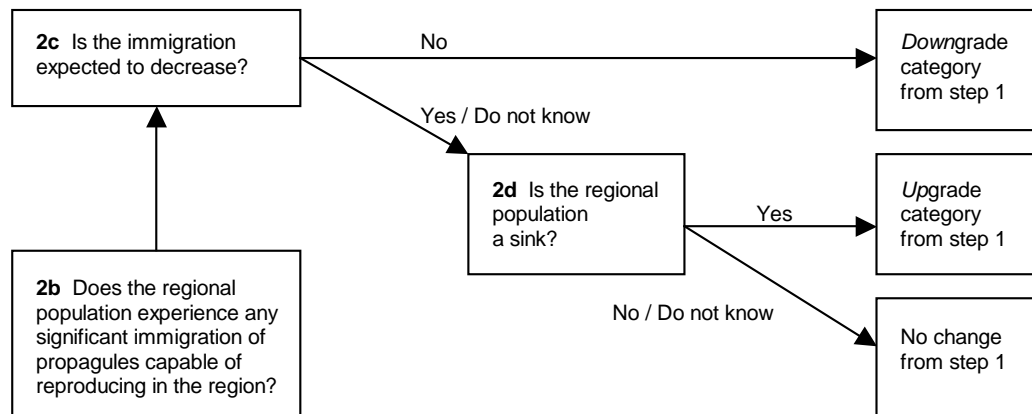 2c Is the immigration
expected to decrease?
No
Downgrade
category
from step 1
Yes / Do not know
2d Is the regional
population
a sink?
Yes
Upgrade
category
from step 1
2b Does the regional
population experience any
significant immigration of
propagules capable of
reproducing in the region?
No / Do not know
No change
from step 1